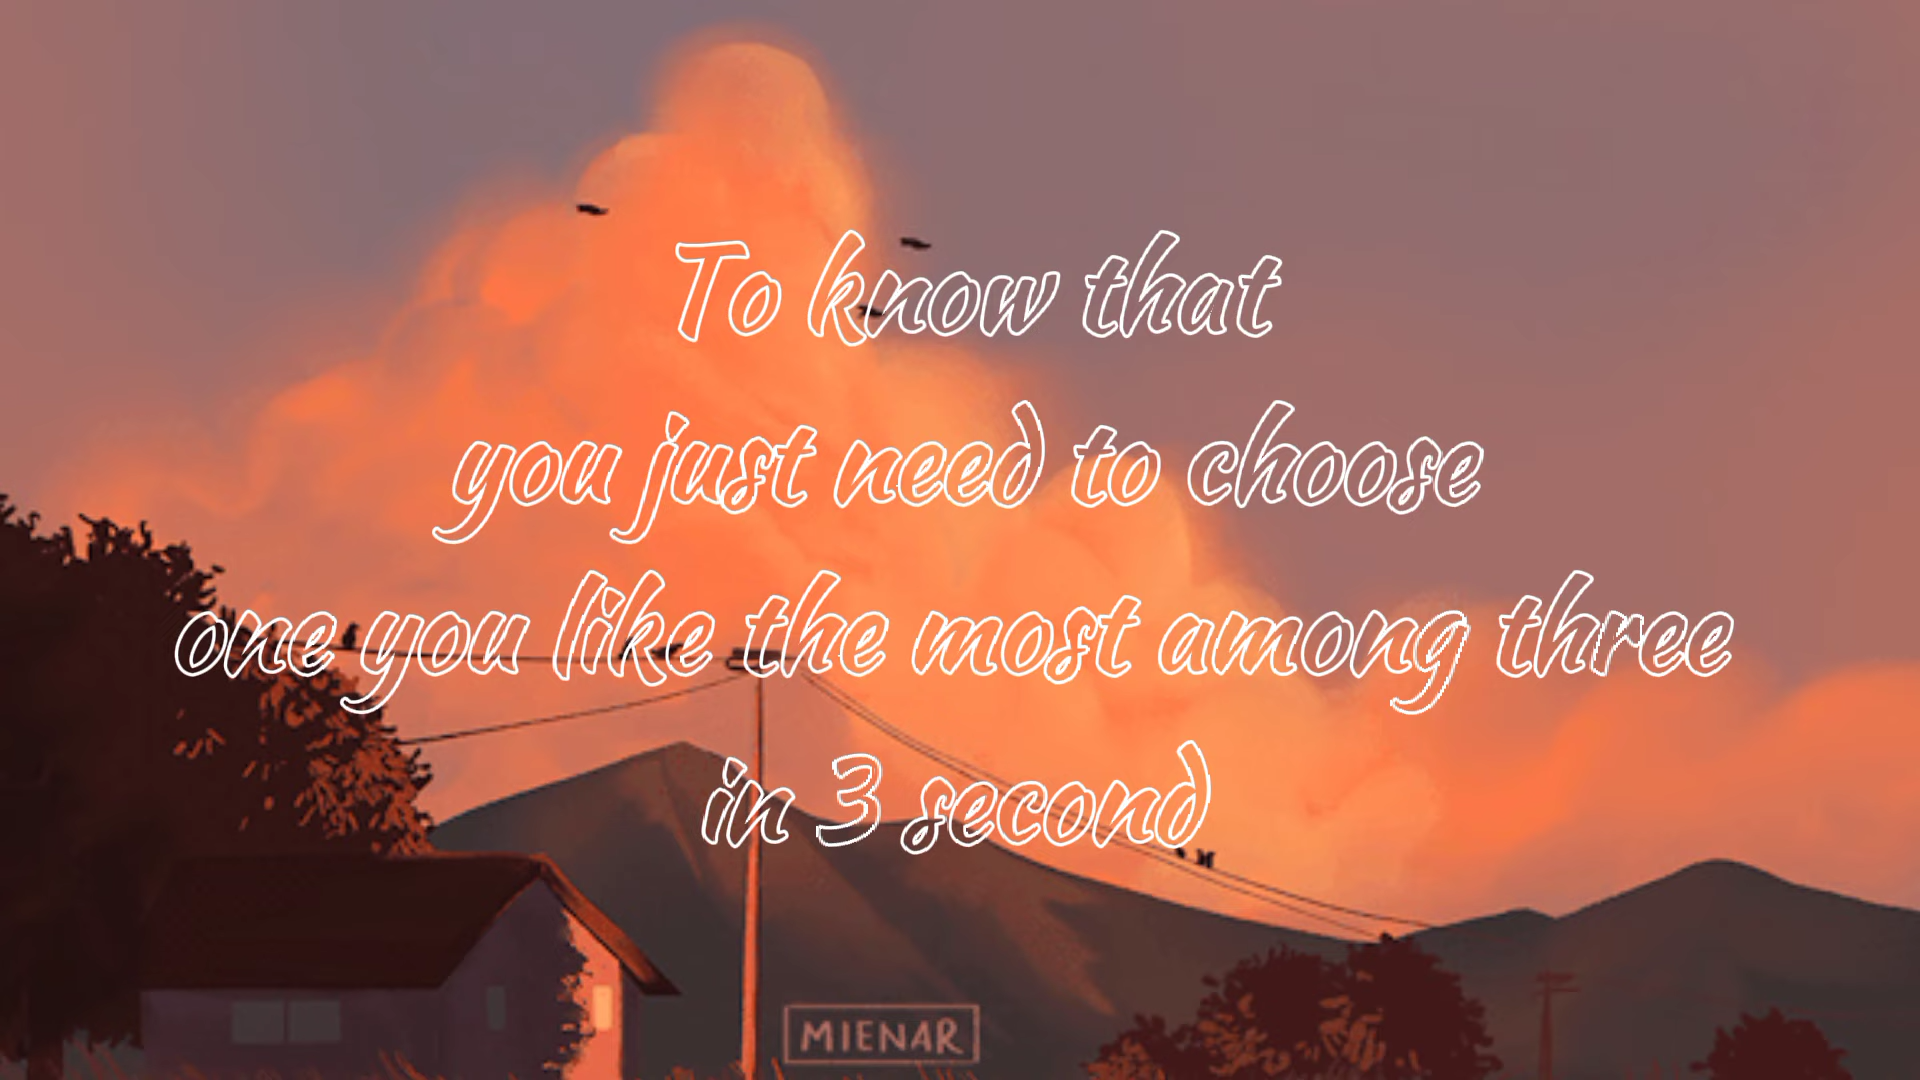 To know that
you just need to choose
one you like the most among three
in 3 second
MIENAR